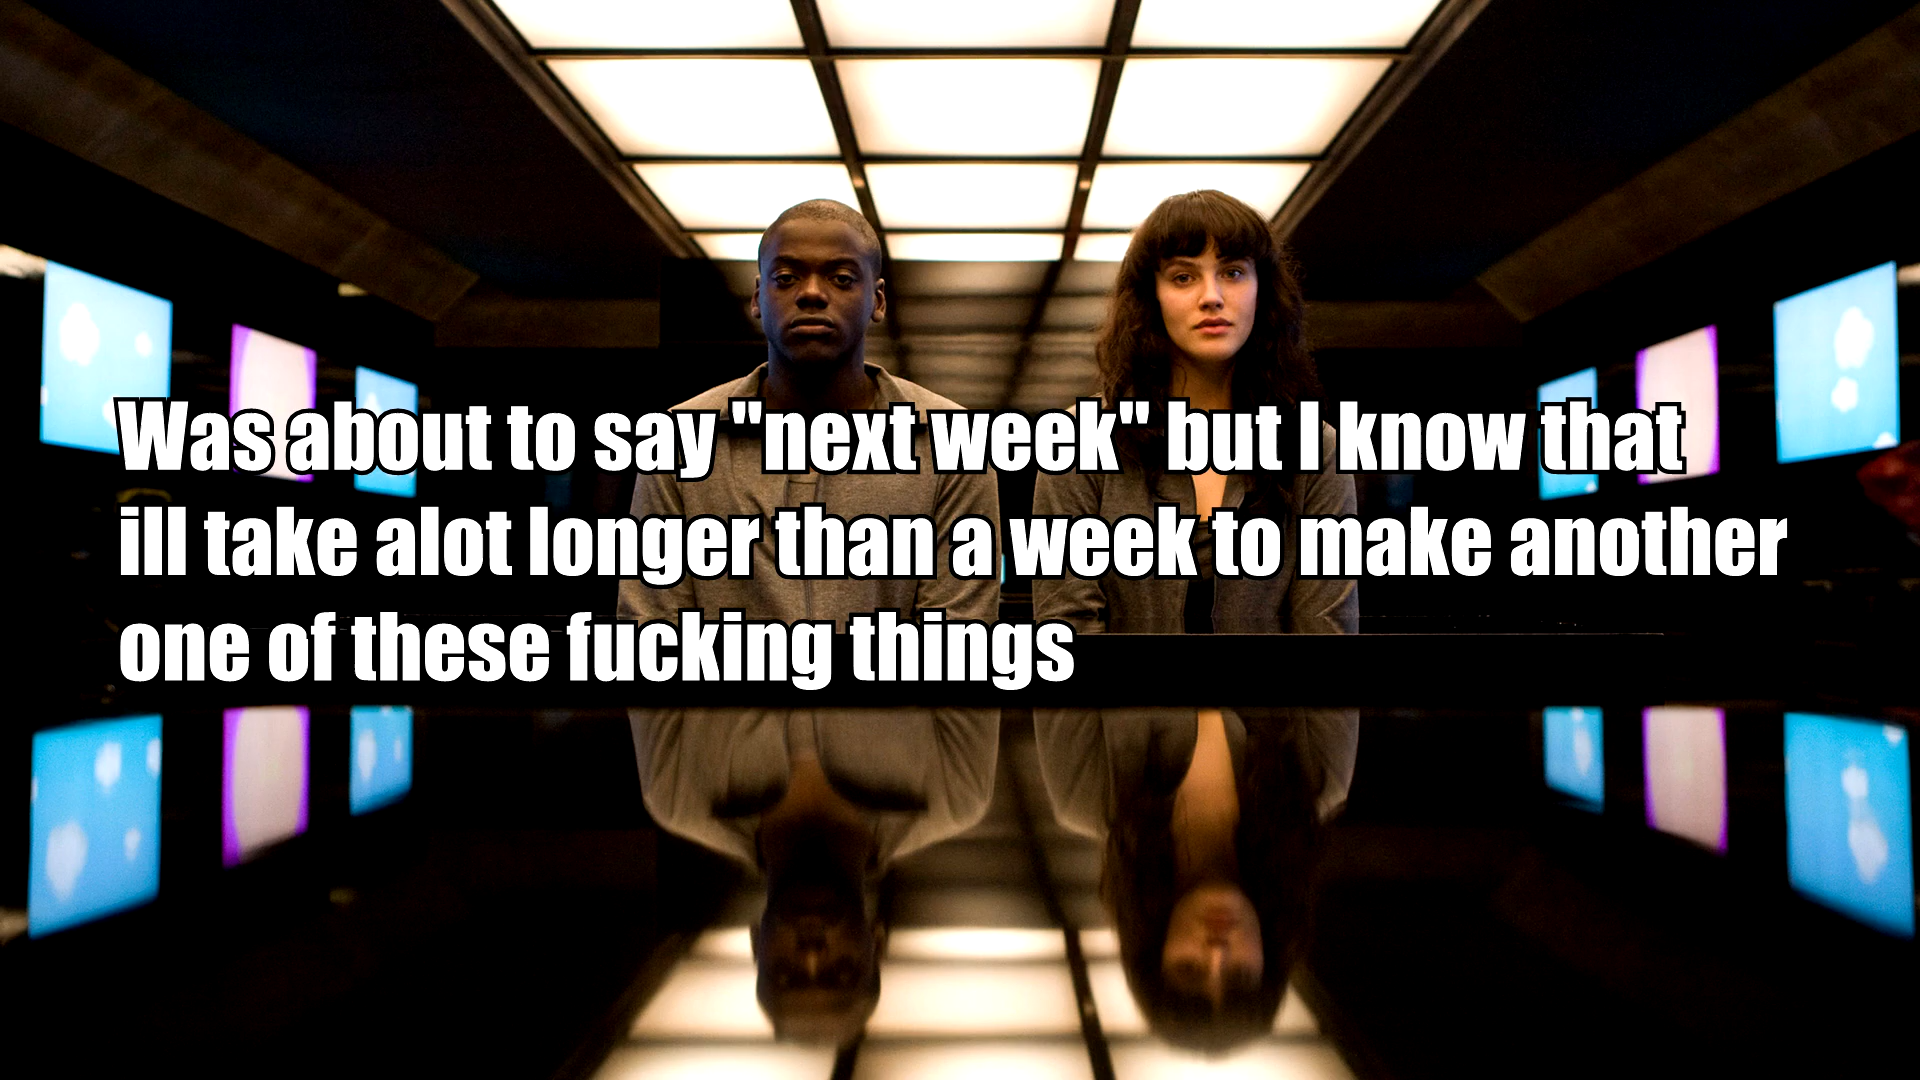 Was about to say "next week" but I know that
ill take alot longer than a week to make another
one of these fucking things